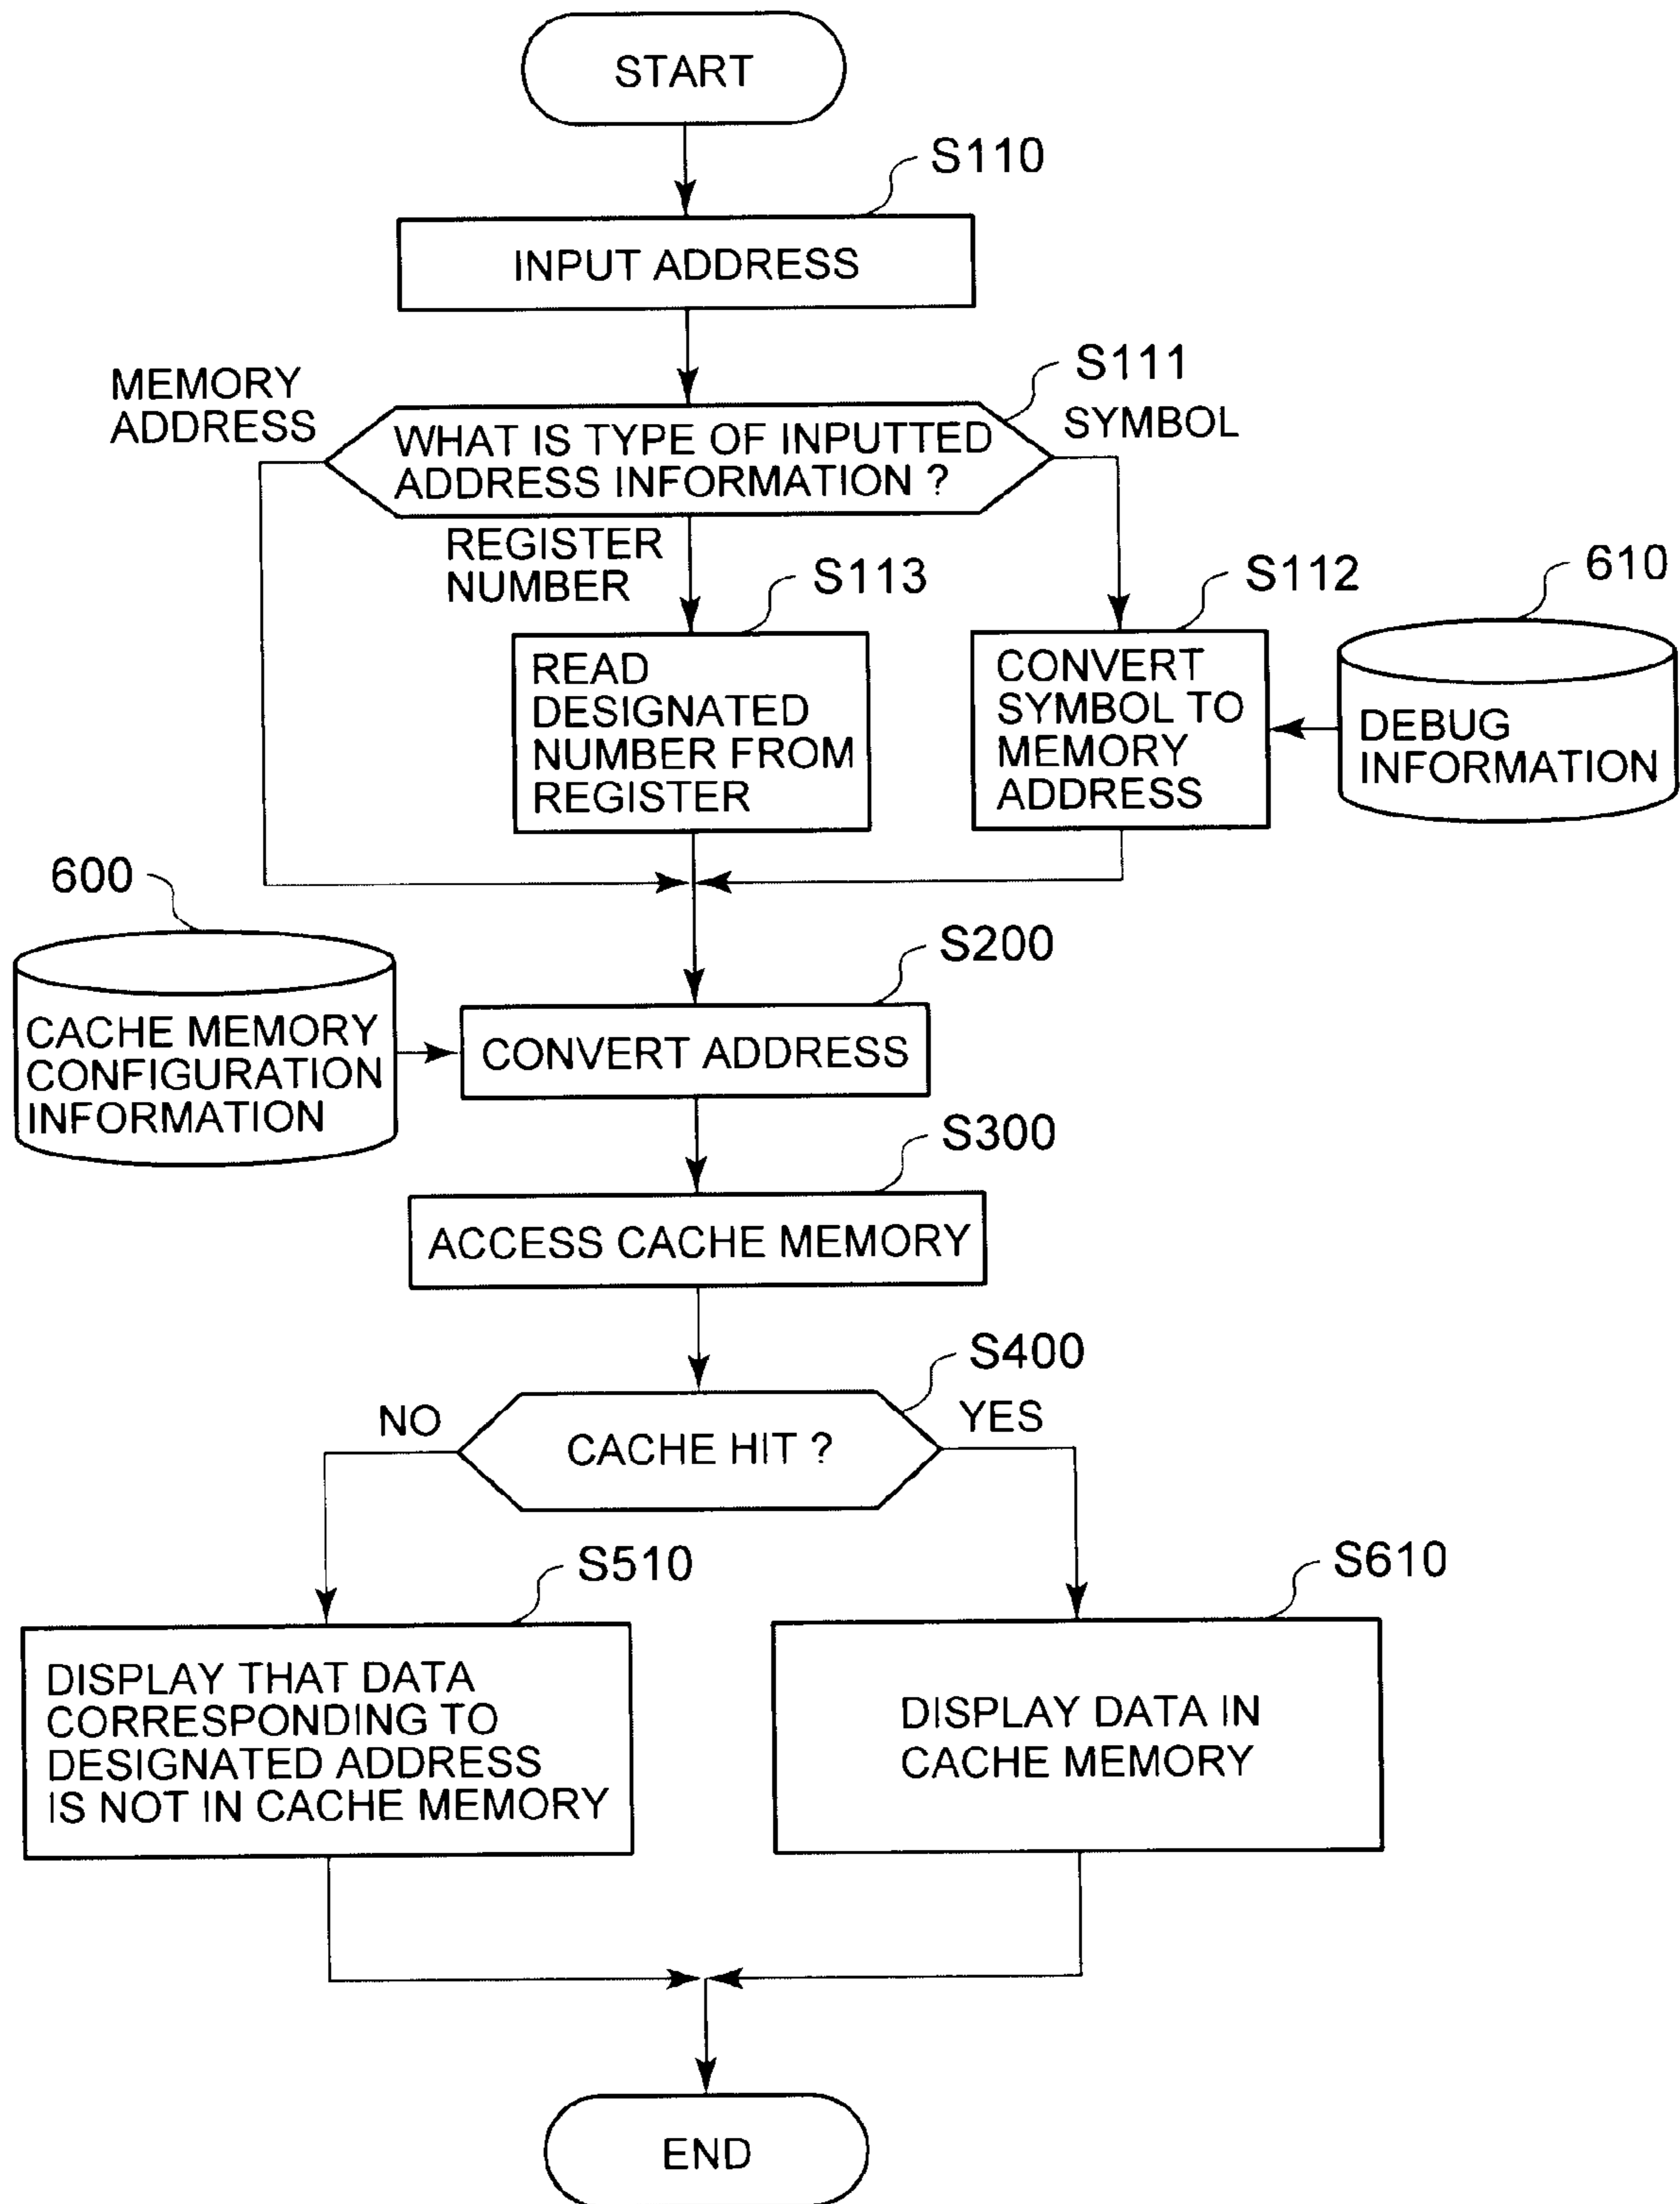 START
S110
INPUT ADDRESS
S111
MEMORY
ADDRESS
SYMBOL
WHAT IS TYPE OF INPUTTED
ADDRESS INFORMATION ?
REGISTER
NUMBER
S113
S112
610
READ
DESIGNATED
NUMBER FROM
REGISTER
CONVERT
SYMBOL TO
MEMORY
ADDRESS
DEBUG
INFORMATION
600
S200
CACHE MEMORY
CONFIGURATION
INFORMATION
CONVERT ADDRESS
S300
ACCESS CACHE MEMORY
S400
NO
YES
CACHE HIT ?
S510
S610
DISPLAY THAT DATA
CORRESPONDING TO
DESIGNATED ADDRESS
IS NOT IN CACHE MEMORY
DISPLAY DATA IN
CACHE MEMORY
END